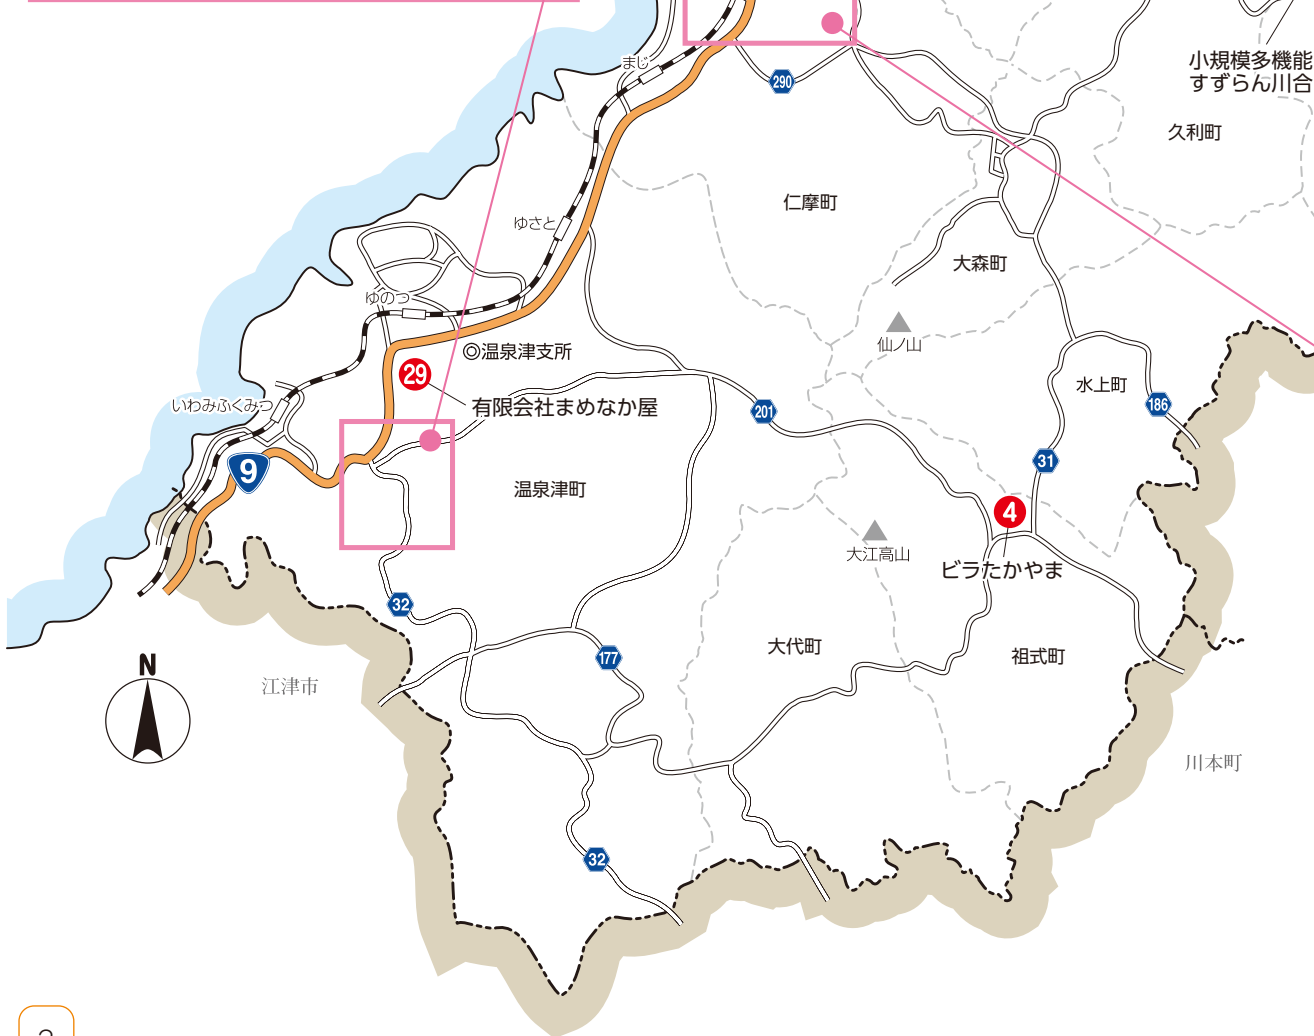 まじ
290
小規模多機能
すずらん川合
久利町
仁摩町
ゆさと
大森町
ゆのつ
仙ノ山
温泉津支所
29
水上町
いわみふくみつ
有限会社まめなか屋
201
186
9
31
温泉津町
4
大江高山
ビラたかやま
32
大代町
177
祖式町
N
江津市
川本町
32